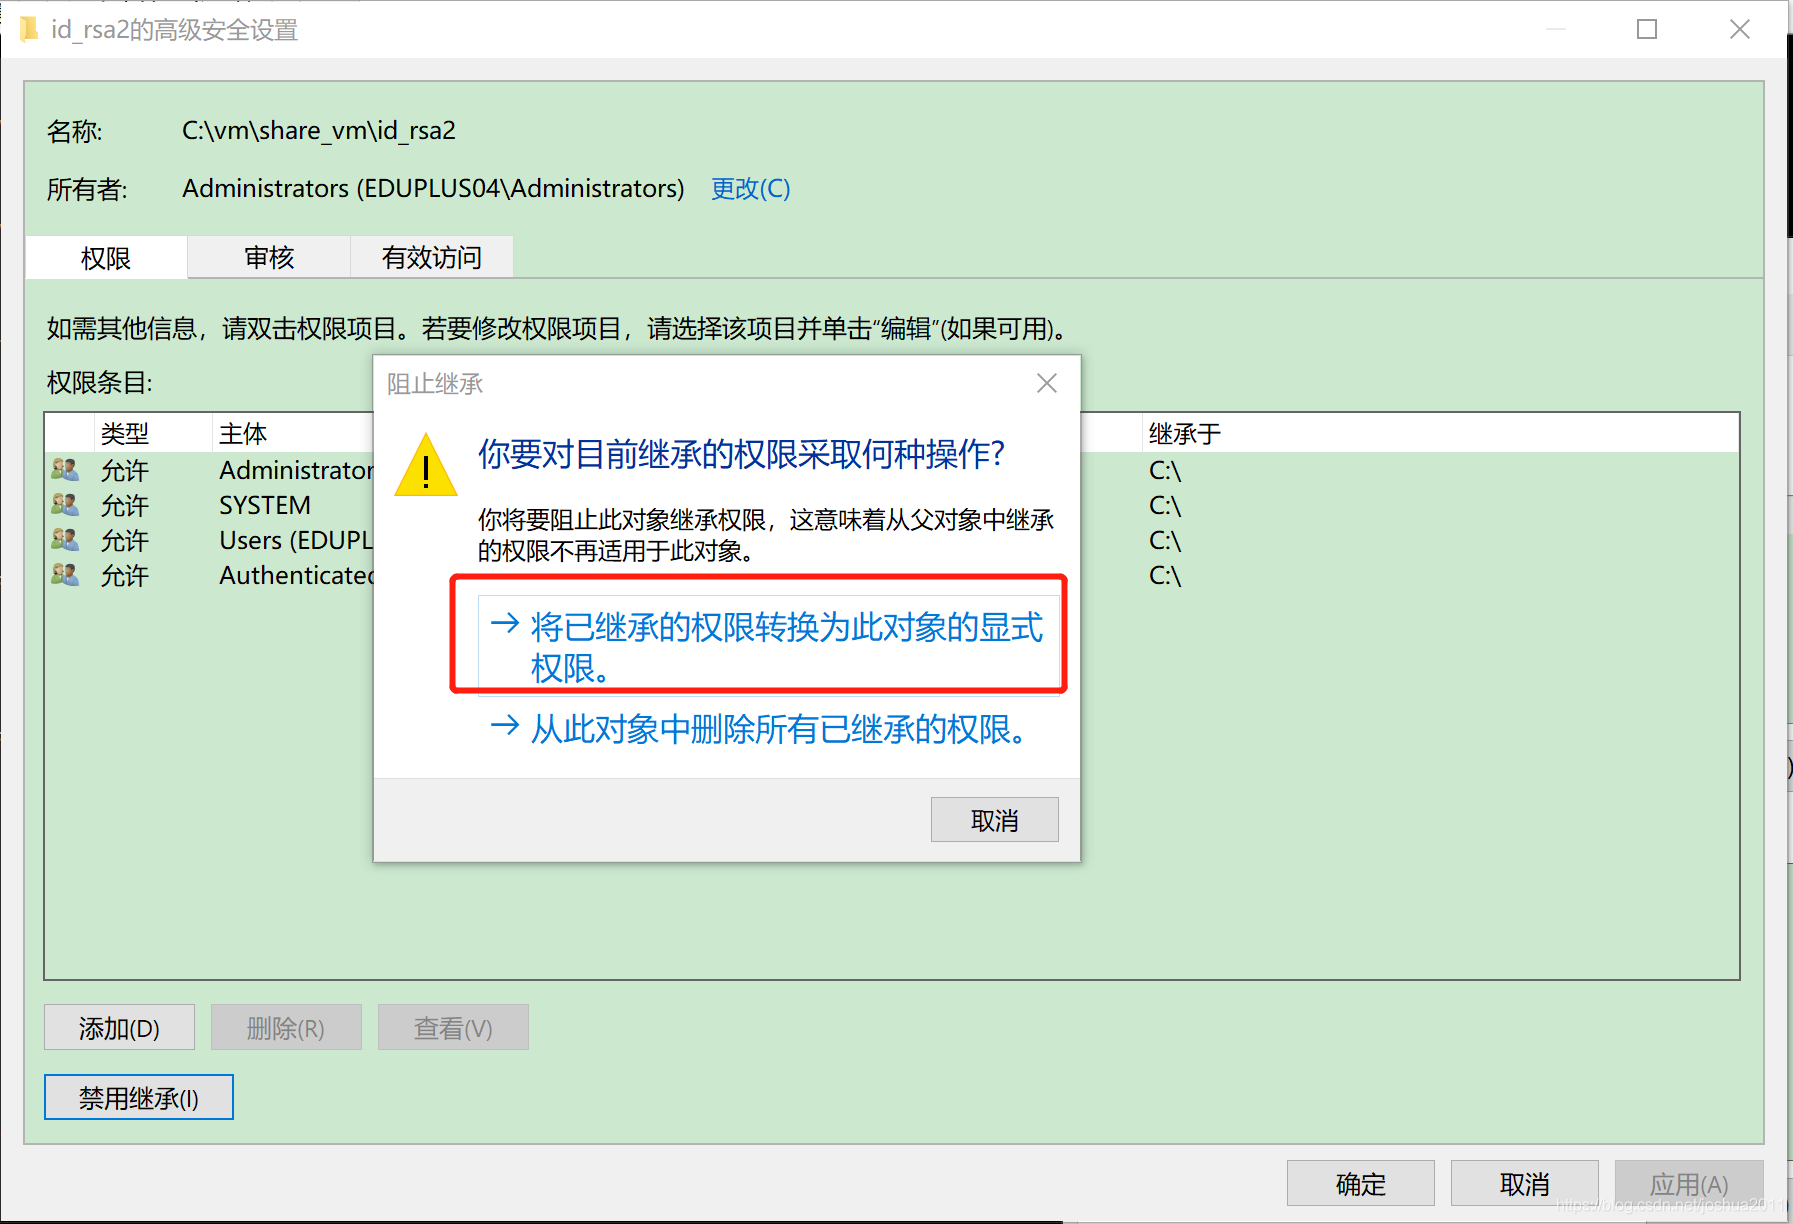 id_rsa2的高级安全设置
名称: C:\vm\share_vm\id_rsa2
所有者: Administrators (EDUPLUS04\Administrators) 更改(C)
权限 审核 有效访问
如需其他信息，请双击权限项目。若要修改权限项目，请选择该项目并单击“编辑”(如果可用)。
权限条目:
类型 主体 继承于
允许 Administrator C:\
允许 SYSTEM C:\
允许 Users (EDUPL C:\
允许 Authenticated C:\
阻止继承
你要对目前继承的权限采取何种操作?
你将要阻止此对象继承权限，这意味着从父对象中继承
的权限不再适用于此对象。
→ 将已继承的权限转换为此对象的显式
权限。
→ 从此对象中删除所有已继承的权限。
取消
添加(D) 删除(R) 查看(V)
禁用继承(I)
确定 取消 应用(A)
https://blog.csdn.net/joshua2011